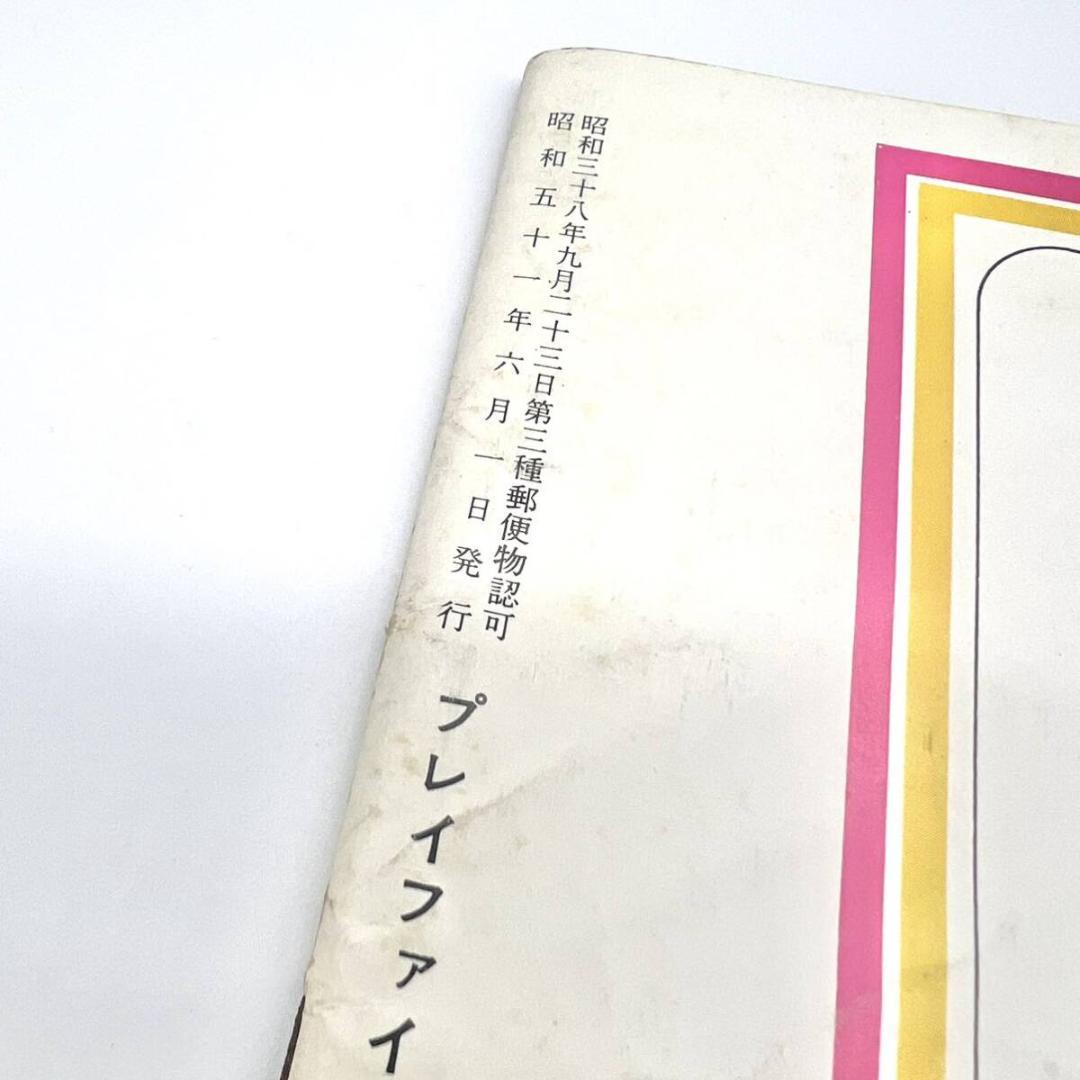 昭和三十八年九月二十三日第三種郵便物認可
昭和五十一年六月一日発行
プレイファイ